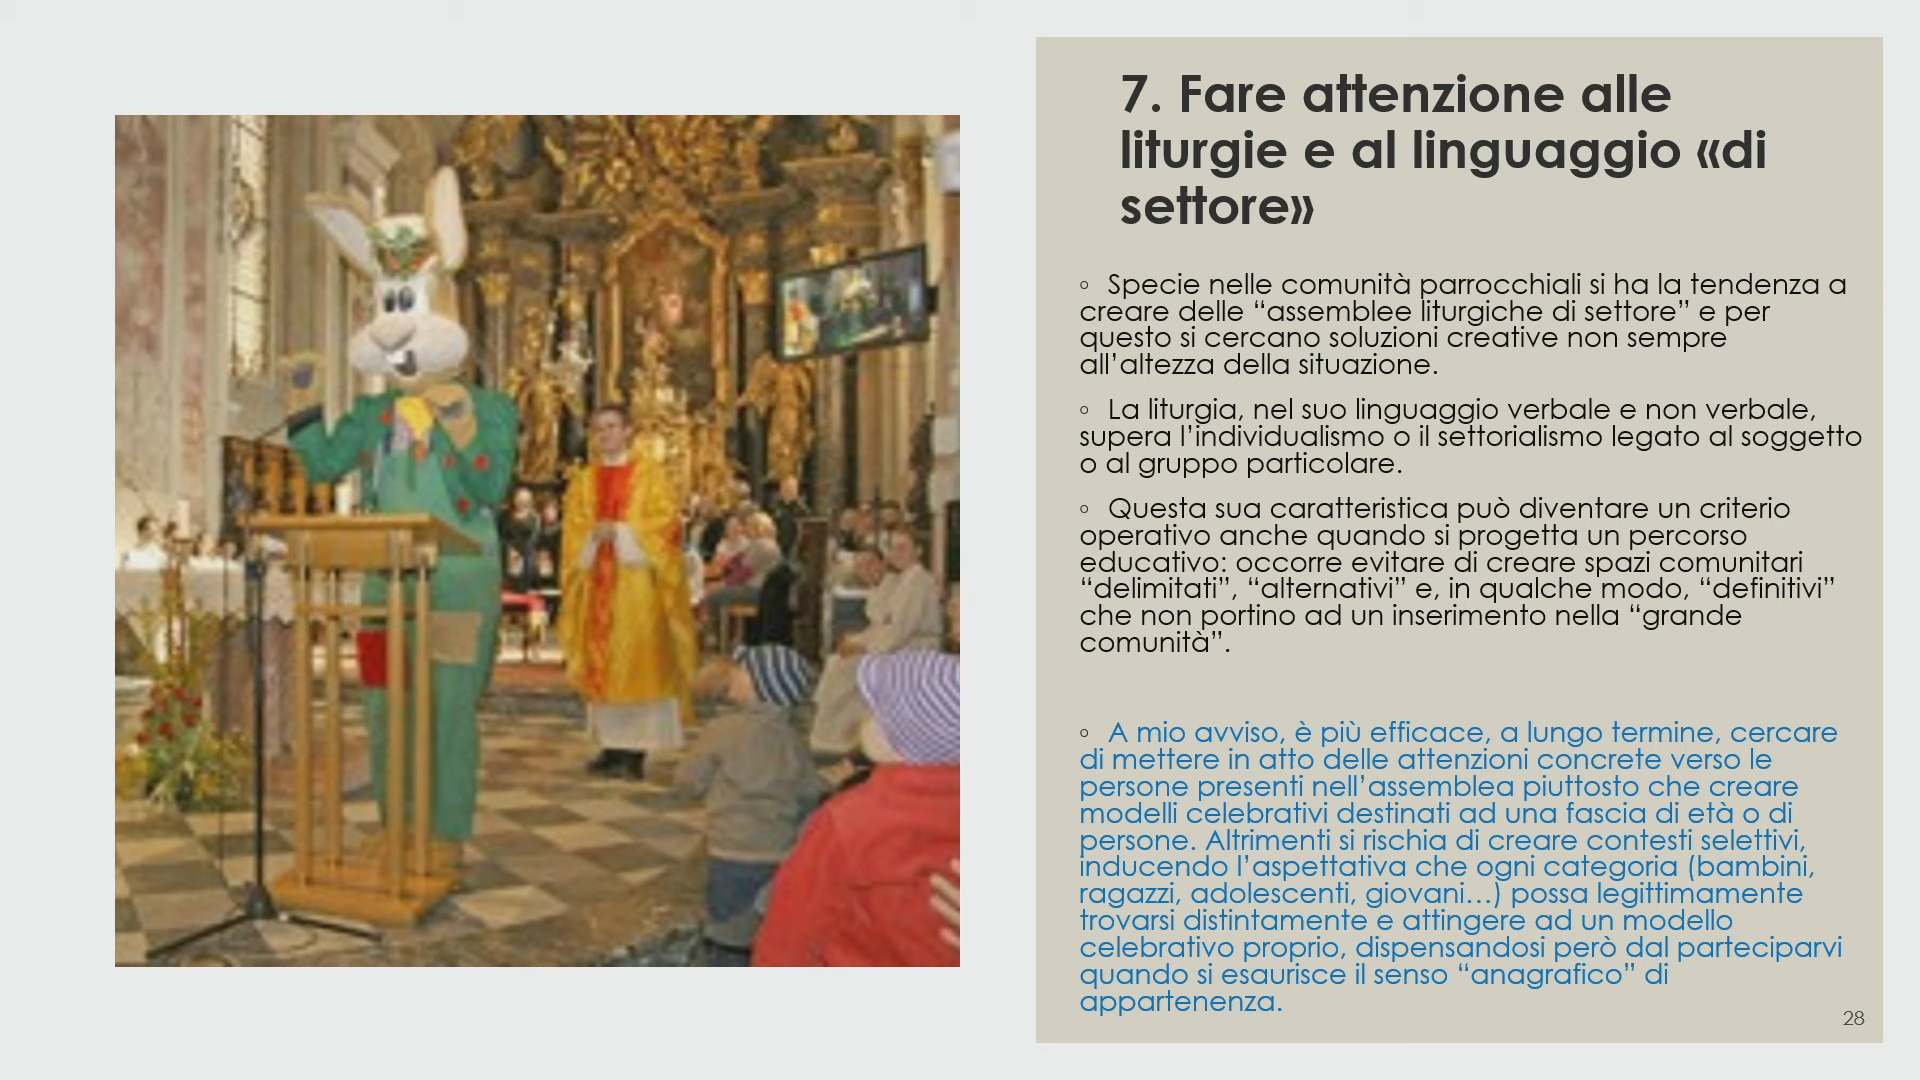 7. Fare attenzione alle
liturgie e al linguaggio «di
settore»
◦ Specie nelle comunità parrocchiali si ha la tendenza a
creare delle “assemblee liturgiche di settore” e per
questo si cercano soluzioni creative non sempre
all’altezza della situazione.
◦ La liturgia, nel suo linguaggio verbale e non verbale,
supera l’individualismo o il settorialismo legato al soggetto
o al gruppo particolare.
◦ Questa sua caratteristica può diventare un criterio
operativo anche quando si progetta un percorso
educativo: occorre evitare di creare spazi comunitari
“delimitati”, “alternativi” e, in qualche modo, “definitivi”
che non portino ad un inserimento nella “grande
comunità”.
◦ A mio avviso, è più efficace, a lungo termine, cercare
di mettere in atto delle attenzioni concrete verso le
persone presenti nell’assemblea piuttosto che creare
modelli celebrativi destinati ad una fascia di età o di
persone. Altrimenti si rischia di creare contesti selettivi,
inducendo l’aspettativa che ogni categoria (bambini,
ragazzi, adolescenti, giovani…) possa legittimamente
trovarsi distintamente e attingere ad un modello
celebrativo proprio, dispensandosi però dal parteciparvi
quando si esaurisce il senso “anagrafico” di
appartenenza.
28